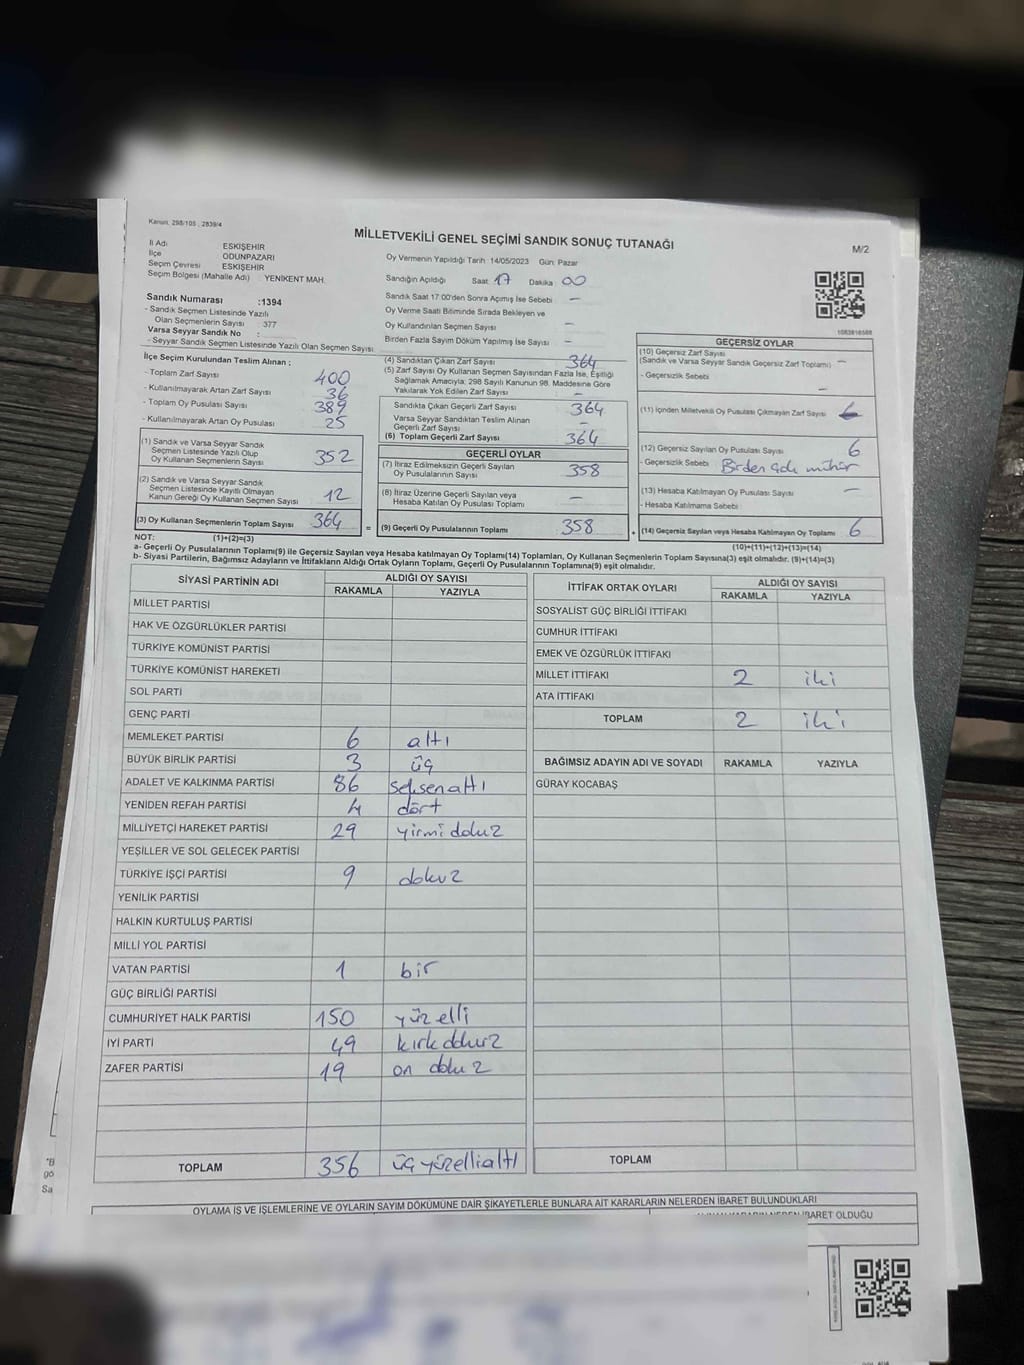 Kanun: 298/105 , 2839/4
MİLLETVEKİLİ GENEL SEÇİMİ SANDIK SONUÇ TUTANAĞI
M/2
İl Adı ESKİŞEHİR
İlçe ODUNPAZARI
Seçim Çevresi ESKİŞEHİR
Seçim Bölgesi (Mahalle Adı) YENİKENT MAH.
Sandık Numarası :1394
- Sandık Seçmen Listesinde Yazılı
Olan Seçmenlerin Sayısı 377
Varsa Seyyar Sandık No :
- Seyyar Sandık Seçmen Listesinde Yazılı Olan Seçmen Sayısı
İlçe Seçim Kurulundan Teslim Alınan ;
- Toplam Zarf Sayısı 400
- Kullanılmayarak Artan Zarf Sayısı 36
- Toplam Oy Pusulası Sayısı 389
- Kullanılmayarak Artan Oy Pusulası 25
(1) Sandık ve Varsa Seyyar Sandık
Seçmen Listesinde Yazılı Olup
Oy Kullanan Seçmenlerin Sayısı 352
(2) Sandık ve Varsa Seyyar Sandık
Seçmen Listesinde Kayıtlı Olmayan
Kanun Gereği Oy Kullanan Seçmen Sayısı 12
(3) Oy Kullanan Seçmenlerin Toplam Sayısı 364
Oy Vermenin Yapıldığı Tarih: 14/05/2023 Gün: Pazar
Sandığın Açıldığı Saat 17 Dakika 00
Sandık Saat 17:00'den Sonra Açımış İse Sebebi –
Oy Verme Saati Bitiminde Sırada Bekleyen ve
Oy Kullandırılan Seçmen Sayısı –
Birden Fazla Sayım Döküm Yapılmış İse Sayısı –
(4) Sandıktan Çıkan Zarf Sayısı 364
(5) Zarf Sayısı Oy Kullanan Seçmen Sayısından Fazla İse, Eşitliği
Sağlamak Amacıyla; 298 Sayılı Kanunun 98. Maddesine Göre
Yakılarak Yok Edilen Zarf Sayısı –
Sandıkta Çıkan Geçerli Zarf Sayısı 364
Varsa Seyyar Sandıktan Teslim Alınan
Geçerli Zarf Sayısı –
(6) Toplam Geçerli Zarf Sayısı 364
GEÇERLİ OYLAR
(7) İtiraz Edilmeksizin Geçerli Sayılan
Oy Pusulalarının Sayısı 358
(8) İtiraz Üzerine Geçerli Sayılan veya
Hesaba Katılan Oy Pusulası Toplamı –
= (9) Geçerli Oy Pusulalarının Toplamı 358
GEÇERSİZ OYLAR
(10) Geçersiz Zarf Sayısı
(Sandık ve Varsa Seyyar Sandık Geçersiz Zarf Toplamı) –
- Geçersizlik Sebebi –
(11) İçinden Milletvekili Oy Pusulası Çıkmayan Zarf Sayısı
(12) Geçersiz Sayılan Oy Pusulası Sayısı 6
- Geçersizlik Sebebi Birden çok mühür
(13) Hesaba Katılmayan Oy Pusulası Sayısı –
- Hesaba Katılmama Sebebi
+ (14) Geçersiz Sayılan veya Hesaba Katılmayan Oy Toplamı 6
NOT: (1)+(2)=(3)
(10)+(11)+(12)+(13)=(14)
a- Geçerli Oy Pusulalarının Toplamı(9) ile Geçersiz Sayılan veya Hesaba katılmayan Oy Toplamı(14) Toplamları, Oy Kullanan Seçmenlerin Toplam Sayısına(3) eşit olmalıdır. (9)+(14)=(3)
b- Siyasi Partilerin, Bağımsız Adayların ve İttifakların Aldığı Ortak Oyların Toplamı, Geçerli Oy Pusulalarının Toplamına(9) eşit olmalıdır.
SİYASİ PARTİNİN ADI ALDIĞI OY SAYISI
RAKAMLA YAZIYLA
MİLLET PARTİSİ
HAK VE ÖZGÜRLÜKLER PARTİSİ
TÜRKİYE KOMÜNİST PARTİSİ
TÜRKİYE KOMÜNİST HAREKETİ
SOL PARTİ
GENÇ PARTİ
MEMLEKET PARTİSİ 6 altı
BÜYÜK BİRLİK PARTİSİ 3 üç
ADALET VE KALKINMA PARTİSİ 86 seksenaltı
YENİDEN REFAH PARTİSİ 4 dört
MİLLİYETÇİ HAREKET PARTİSİ 29 yirmi dokuz
YEŞİLLER VE SOL GELECEK PARTİSİ
TÜRKİYE İŞÇİ PARTİSİ 9 dokuz
YENİLİK PARTİSİ
HALKIN KURTULUŞ PARTİSİ
MİLLİ YOL PARTİSİ
VATAN PARTİSİ 1 bir
GÜÇ BİRLİĞİ PARTİSİ
CUMHURİYET HALK PARTİSİ 150 yüz elli
İYİ PARTİ 49 kırk dokuz
ZAFER PARTİSİ 19 on dokuz
TOPLAM 356 üçyüzellialtı
İTTİFAK ORTAK OYLARI ALDIĞI OY SAYISI
RAKAMLA YAZIYLA
SOSYALİST GÜÇ BİRLİĞİ İTTİFAKI
CUMHUR İTTİFAKI
EMEK VE ÖZGÜRLÜK İTTİFAKI
MİLLET İTTİFAKI 2 iki
ATA İTTİFAKI
TOPLAM 2 iki
BAĞIMSIZ ADAYIN ADI VE SOYADI RAKAMLA YAZIYLA
GÜRAY KOCABAŞ
TOPLAM
OYLAMA İŞ VE İŞLEMLERİNE VE OYLARIN SAYIM DÖKÜMÜNE DAİR ŞİKAYETLERLE BUNLARA AİT KARARLARIN NELERDEN İBARET BULUNDUKLARI